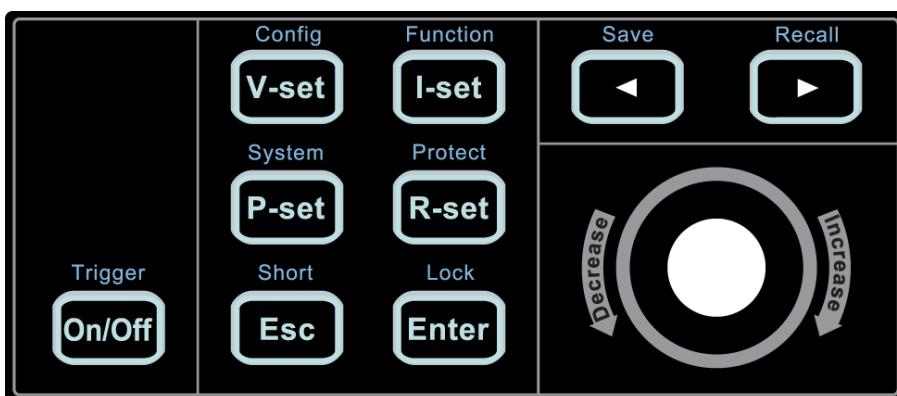 Config Function Save Recall
V-set I-set ◄ ►
System Protect
P-set R-set
Decrease Increase
Trigger Short Lock
On/Off Esc Enter